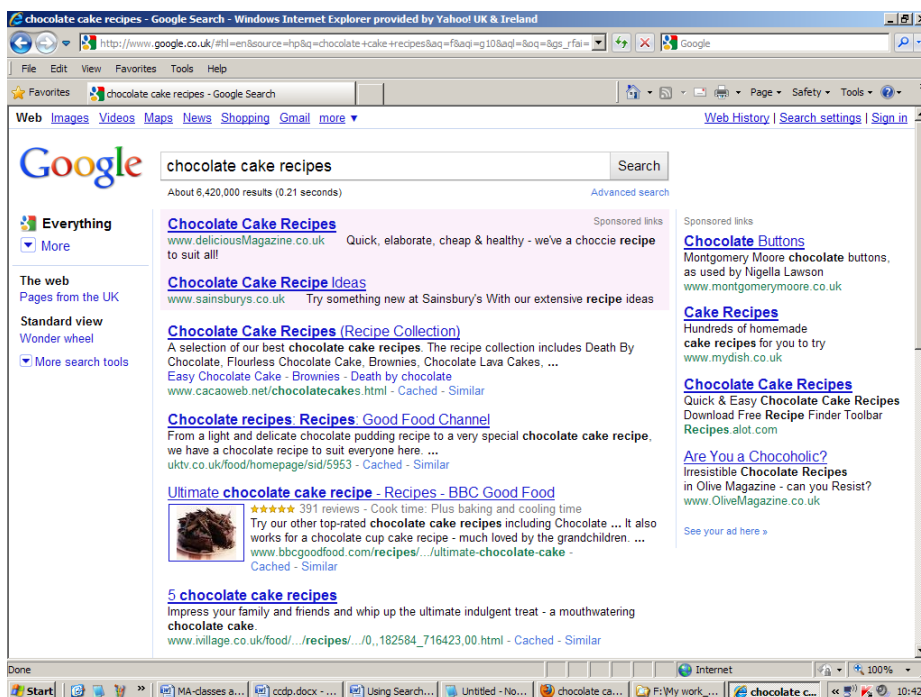 chocolate cake recipes - Google Search - Windows Internet Explorer provided by Yahoo! UK & Ireland
http://www.google.co.uk/#hl=en&source=hp&q=chocolate+cake+recipes&aq=f&aqi=g10&aql=&oq=&gs_rfai=
Google
File Edit View Favorites Tools Help
Favorites
chocolate cake recipes - Google Search
Page
Safety
Tools
Web Images Videos Maps News Shopping Gmail more ▼
Web History | Search settings | Sign in
Google
chocolate cake recipes
Search
About 6,420,000 results (0.21 seconds)
Advanced search
Everything
More
The web
Pages from the UK
Standard view
Wonder wheel
More search tools
Chocolate Cake Recipes
Sponsored links
www.deliciousMagazine.co.uk Quick, elaborate, cheap & healthy - we've a choccie recipe
to suit all!
Chocolate Cake Recipe Ideas
www.sainsburys.co.uk Try something new at Sainsbury's With our extensive recipe ideas
Chocolate Cake Recipes (Recipe Collection)
A selection of our best chocolate cake recipes. The recipe collection includes Death By
Chocolate, Flourless Chocolate Cake, Brownies, Chocolate Lava Cakes, ...
Easy Chocolate Cake - Brownies - Death by chocolate
www.cacaoweb.net/chocolatecakes.html - Cached - Similar
Chocolate recipes: Recipes: Good Food Channel
From a light and delicate chocolate pudding recipe to a very special chocolate cake recipe,
we have a chocolate recipe to suit everyone here. ...
uktv.co.uk/food/homepage/sid/5953 - Cached - Similar
Ultimate chocolate cake recipe - Recipes - BBC Good Food
★★★★★ 391 reviews - Cook time: Plus baking and cooling time
Try our other top-rated chocolate cake recipes including Chocolate ... It also
works for a chocolate cup cake recipe - much loved by the grandchildren. ...
www.bbcgoodfood.com/recipes/.../ultimate-chocolate-cake -
Cached - Similar
5 chocolate cake recipes
Impress your family and friends and whip up the ultimate indulgent treat - a mouthwatering
chocolate cake.
www.ivillage.co.uk/food/.../recipes/.../0,,182584_716423,00.html - Cached - Similar
Sponsored links
Chocolate Buttons
Montgomery Moore chocolate buttons,
as used by Nigella Lawson
www.montgomerymoore.co.uk
Cake Recipes
Hundreds of homemade
cake recipes for you to try
www.mydish.co.uk
Chocolate Cake Recipes
Quick & Easy Chocolate Cake Recipes
Download Free Recipe Finder Toolbar
Recipes.alot.com
Are You a Chocoholic?
Irresistible Chocolate Recipes
in Olive Magazine - can you Resist?
www.OliveMagazine.co.uk
See your ad here »
Done
Internet
100%
Start
»
MA-classes a...
ccdp.docx - ...
Using Search...
Untitled - No...
chocolate ca...
F:\My work_...
chocolate c...
«